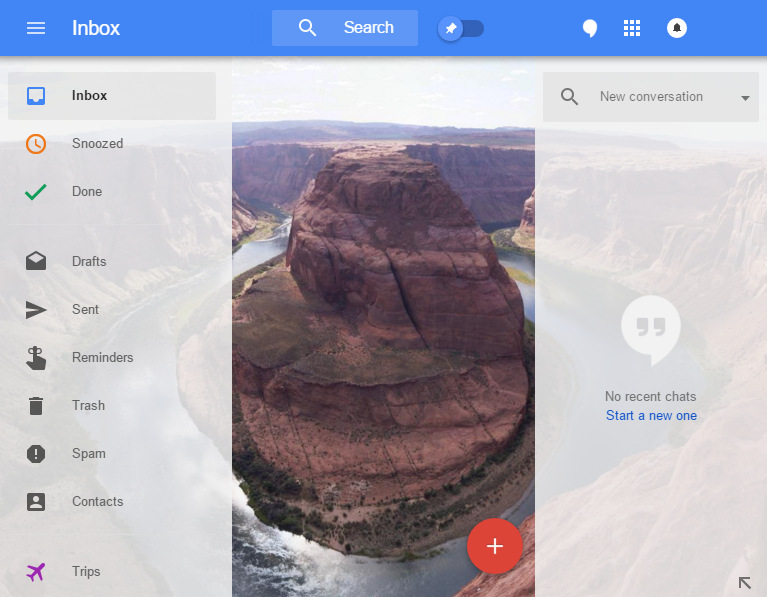 Inbox
Search
Inbox
Snoozed
Done
Drafts
Sent
Reminders
Trash
Spam
Contacts
Trips
New conversation
No recent chats
Start a new one